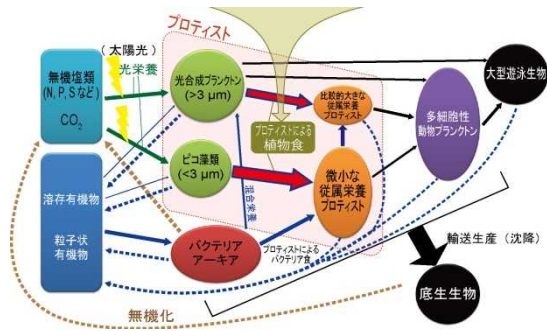 プロティスト
(太陽光)
光栄養
無機塩類
(N, P, Sなど)
CO2
光合成プランクトン
(>3 μm)
ピコ藻類
(<3 μm)
プロティストによる
植物食
比較的大きな
従属栄養
プロティスト
微小な
従属栄養
プロティスト
多細胞性
動物プランクトン
大型遊泳生物
溶存有機物
粒子状
有機物
混合栄養
バクテリア
アーキア
プロティストによる
バクテリア食
無機化
輸送生産(沈降)
底生生物